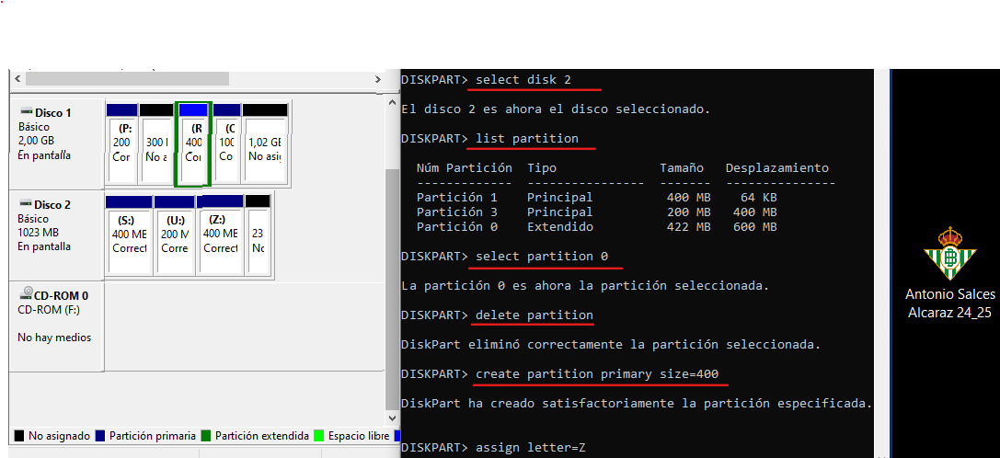 Disco 1
Básico
2,00 GB
En pantalla
(P:
200
Cor
300 I
No a
(R
400
Coi
(C
100
Co
1,02 GE
No asi
Disco 2
Básico
1023 MB
En pantalla
(S:)
400 ME
Correct
(U:)
200 M
Corre
(Z:)
400 ME
Correct
23
Nc
CD-ROM 0
CD-ROM (F:)
No hay medios
No asignado
Partición primaria
Partición extendida
Espacio libre
DISKPART> select disk 2
El disco 2 es ahora el disco seleccionado.
DISKPART> list partition
Núm Partición  Tipo              Tamaño   Desplazamiento
-------------  ----------------  -------  ---------------
Partición 1    Principal          400 MB    64 KB
Partición 3    Principal          200 MB   400 MB
Partición 0    Extendido          422 MB   600 MB
DISKPART> select partition 0
La partición 0 es ahora la partición seleccionada.
DISKPART> delete partition
DiskPart eliminó correctamente la partición seleccionada.
DISKPART> create partition primary size=400
DiskPart ha creado satisfactoriamente la partición especificada.
DISKPART> assign letter=Z
Antonio Salces
Alcaraz 24_25